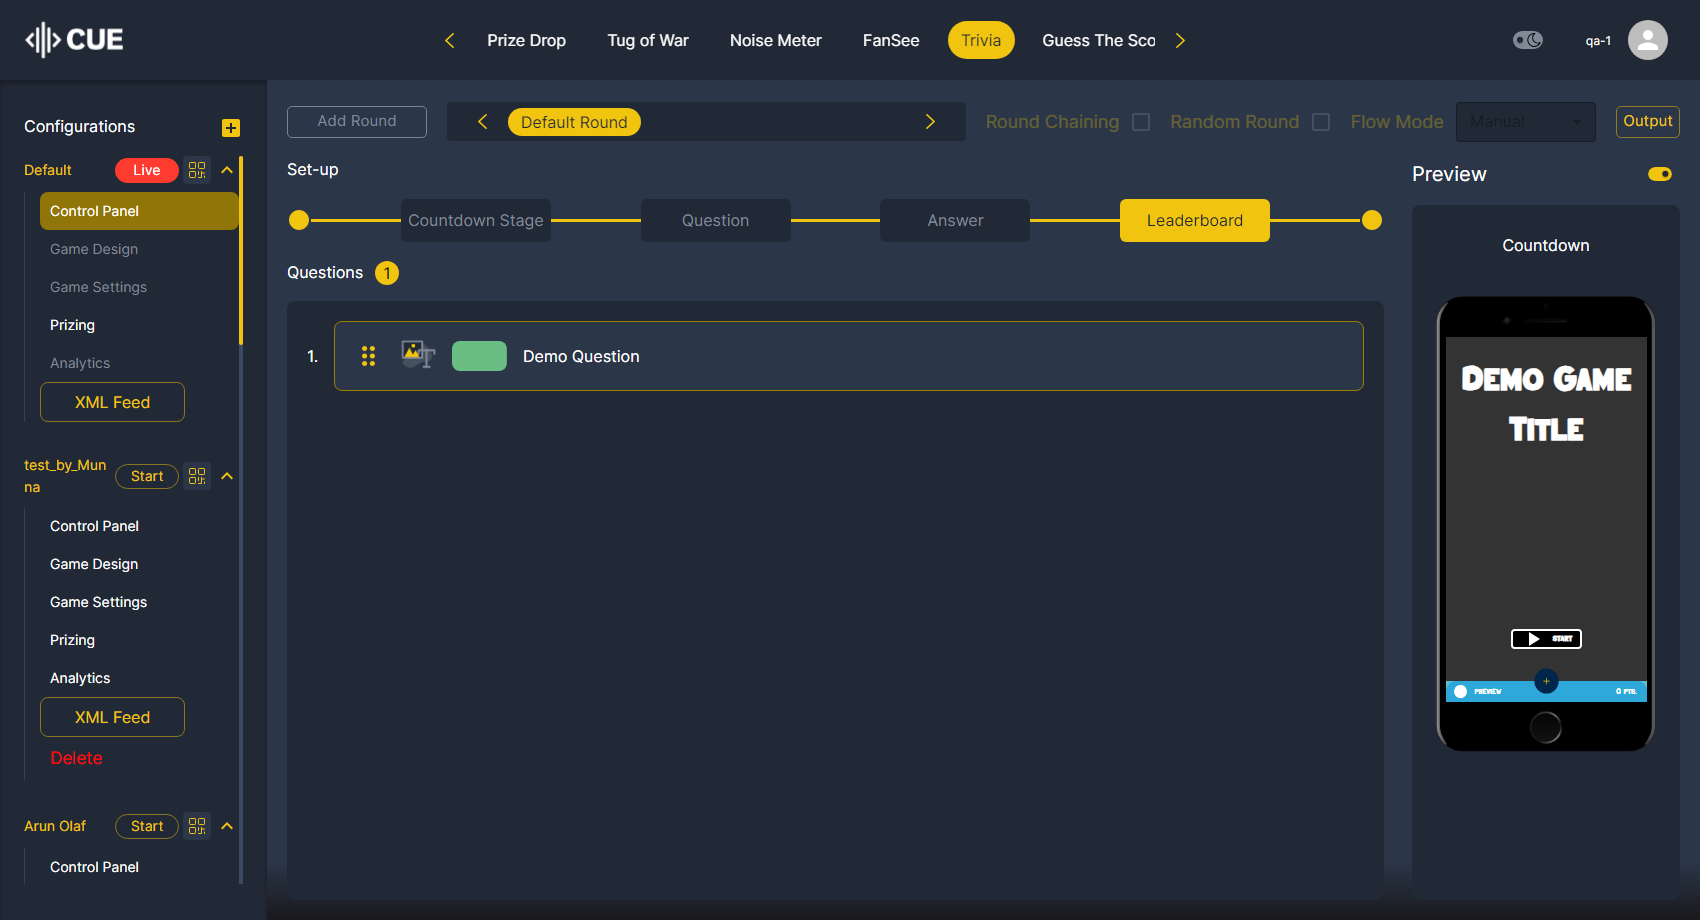 CUE
Prize Drop
Tug of War
Noise Meter
FanSee
Trivia
Guess The Sco
qa-1
Configurations
Default
Live
Control Panel
Game Design
Game Settings
Prizing
Analytics
XML Feed
test_by_Mun
na
Start
Control Panel
Game Design
Game Settings
Prizing
Analytics
XML Feed
Delete
Arun Olaf
Start
Control Panel
Add Round
Default Round
Round Chaining
Random Round
Flow Mode
Manual
Output
Set-up
Countdown Stage
Question
Answer
Leaderboard
Questions 1
1.
Demo Question
Preview
Countdown
Demo Game
Title
START
PREVIEW
0 PTS.